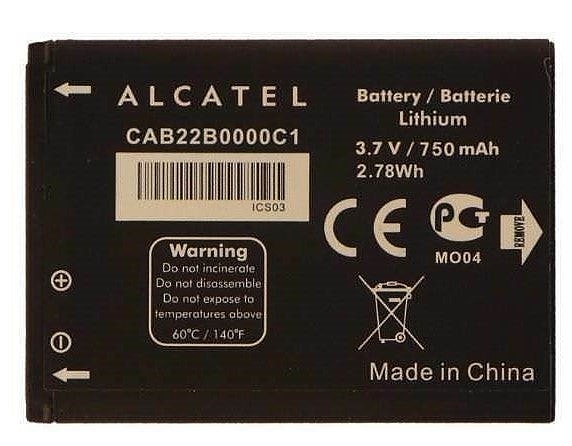 ALCATEL
CAB22B0000C1
ICS03
Battery / Batterie
Lithium
3.7 V / 750 mAh
2.78Wh
CE
PCT
MO04
REMOVE
Warning
Do not incinerate
Do not disassemble
Do not expose to
temperatures above
60°C / 140°F
Made in China